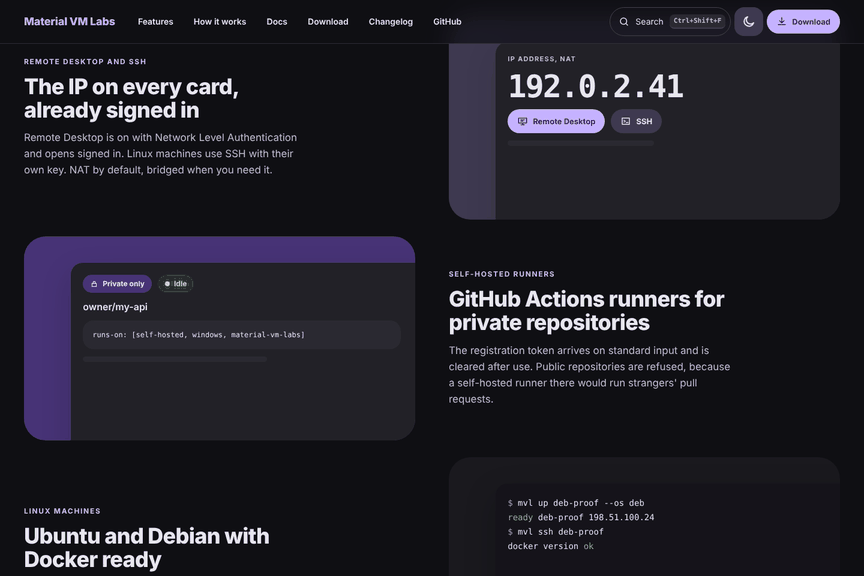 Material VM Labs
Features
How it works
Docs
Download
Changelog
GitHub
Search
Ctrl+Shift+F
Download
REMOTE DESKTOP AND SSH
The IP on every card,
already signed in
Remote Desktop is on with Network Level Authentication
and opens signed in. Linux machines use SSH with their
own key. NAT by default, bridged when you need it.
IP ADDRESS, NAT
192.0.2.41
Remote Desktop
SSH
Private only
Idle
owner/my-api
runs-on: [self-hosted, windows, material-vm-labs]
SELF-HOSTED RUNNERS
GitHub Actions runners for
private repositories
The registration token arrives on standard input and is
cleared after use. Public repositories are refused, because
a self-hosted runner there would run strangers' pull
requests.
LINUX MACHINES
Ubuntu and Debian with
Docker ready
$ mvl up deb-proof --os deb
ready deb-proof 198.51.100.24
$ mvl ssh deb-proof
docker version ok